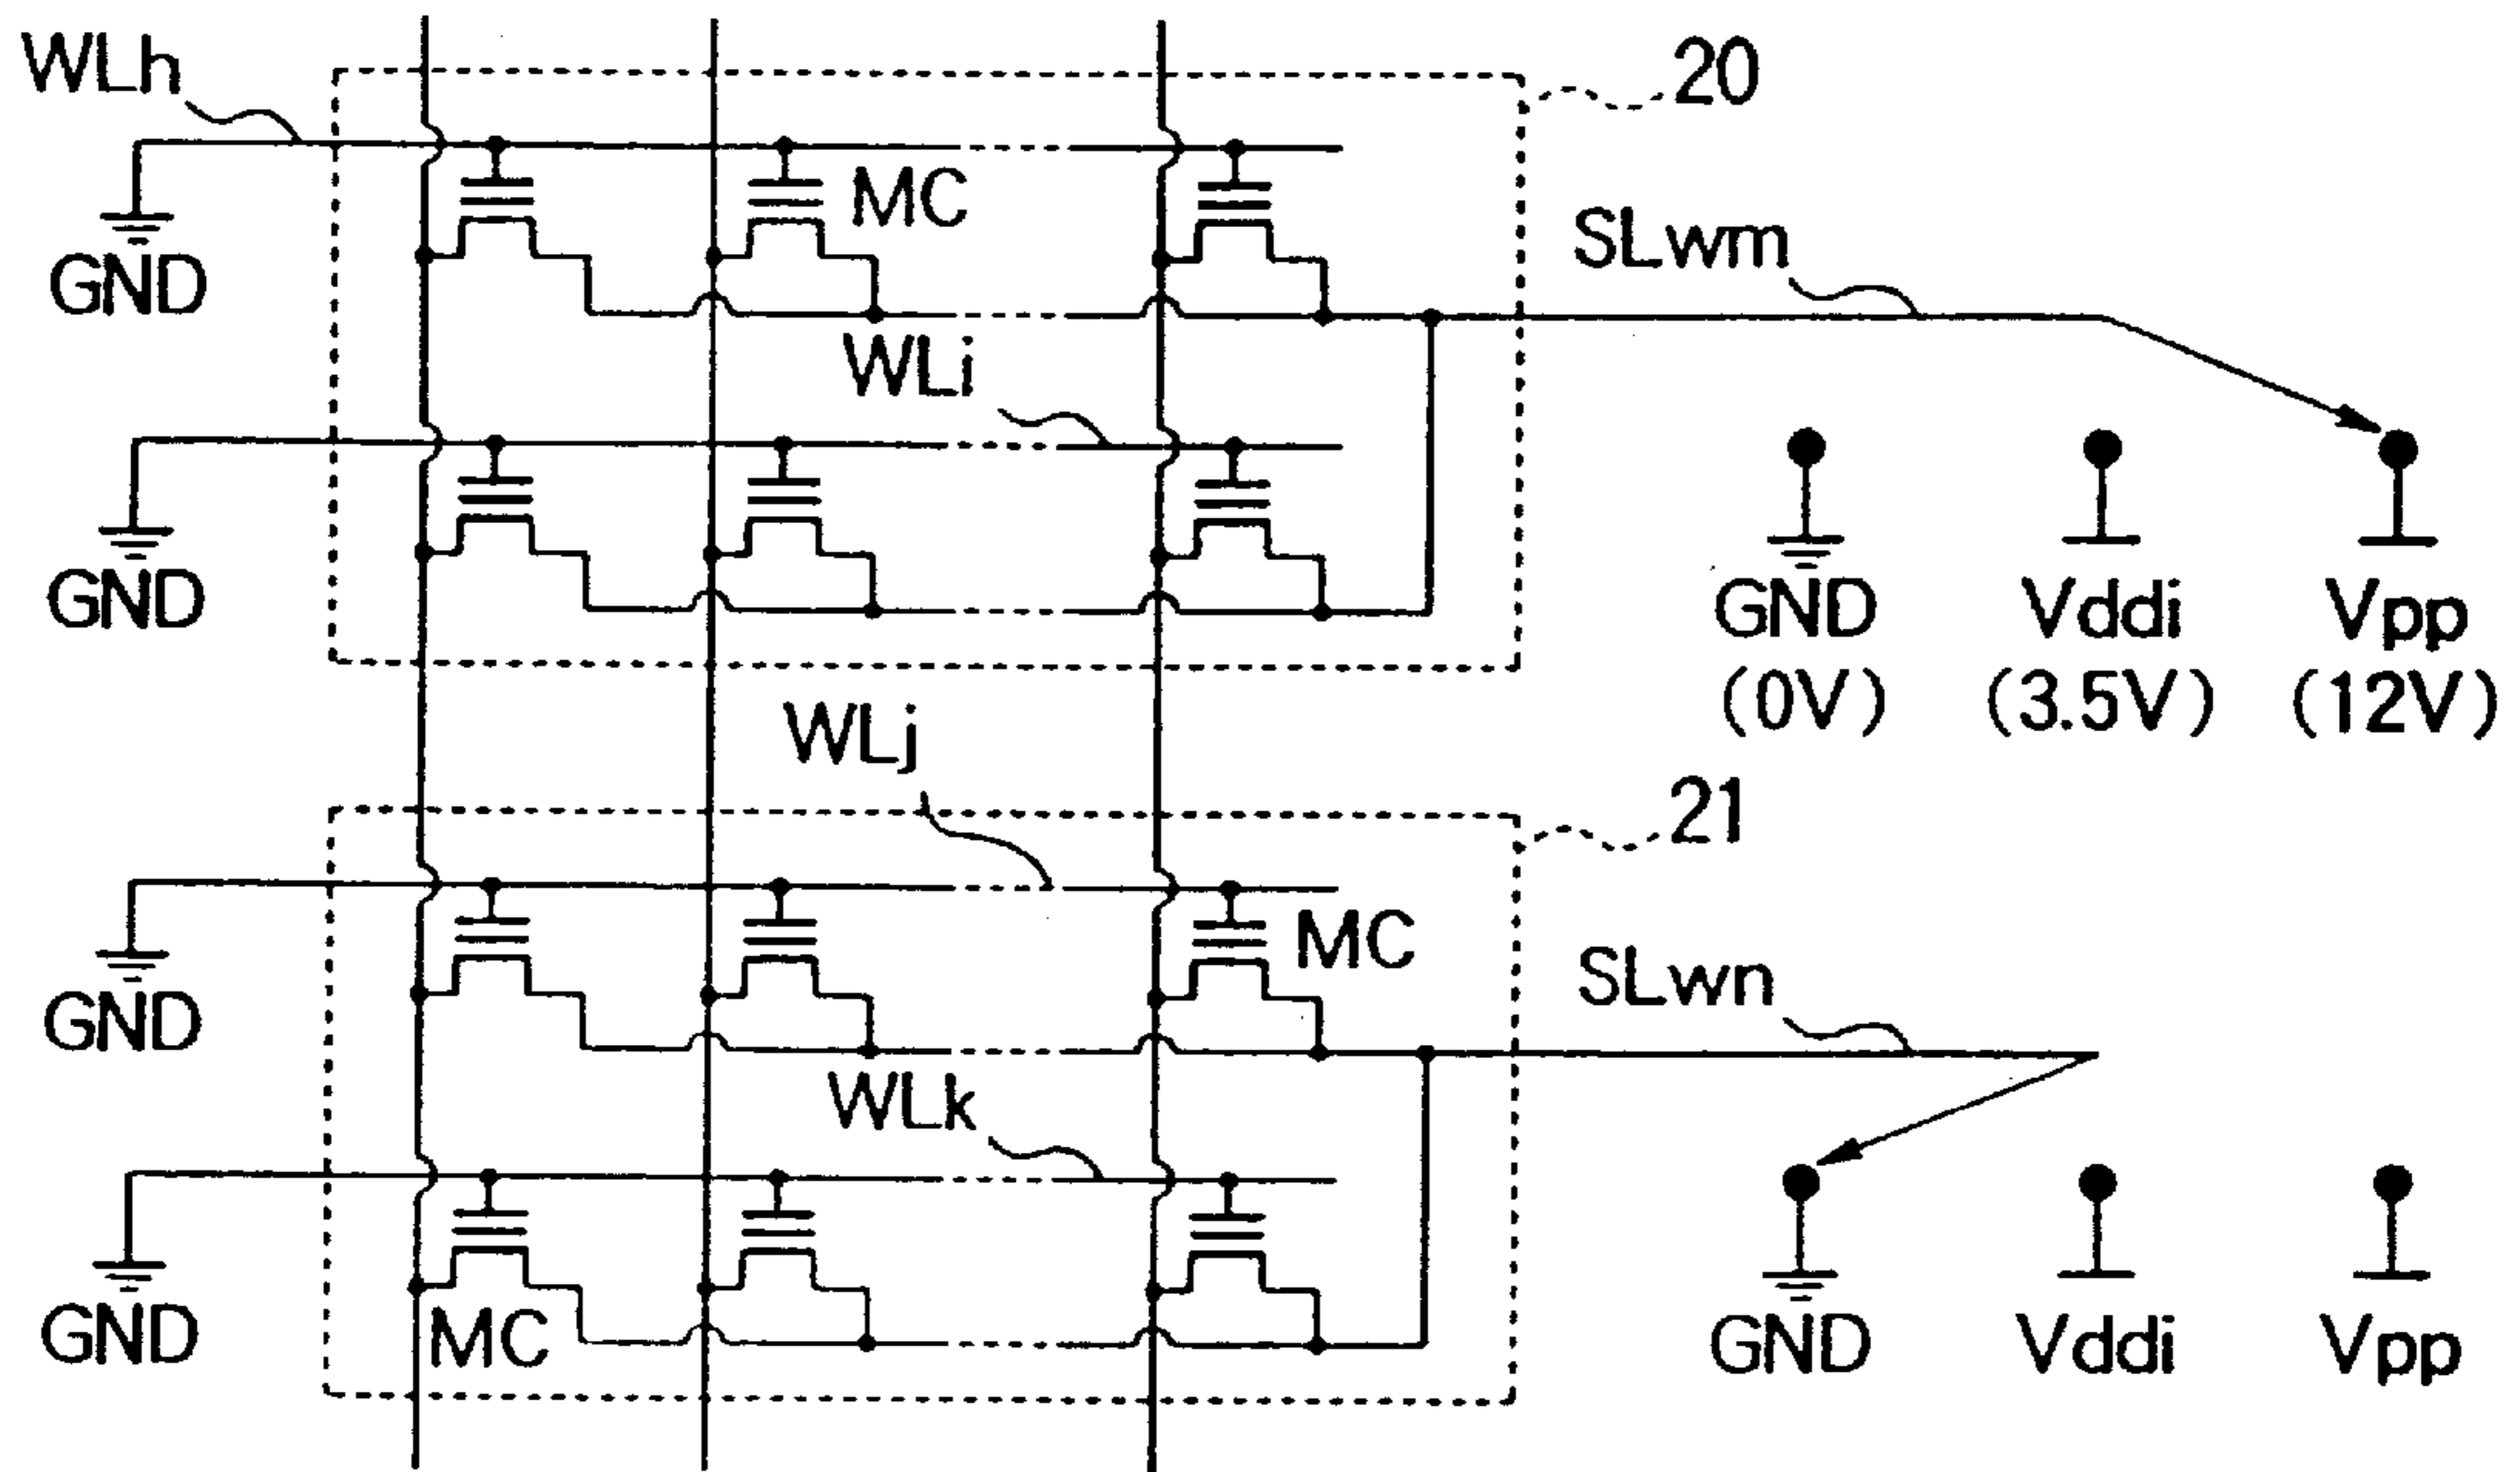 WLh
20
MC
GND
SLwm
WLi
GND
GND
Vddi
Vpp
(0V)
(3.5V)
(12V)
WLj
21
MC
GND
SLwn
WLk
GND
MC
GND
Vddi
Vpp